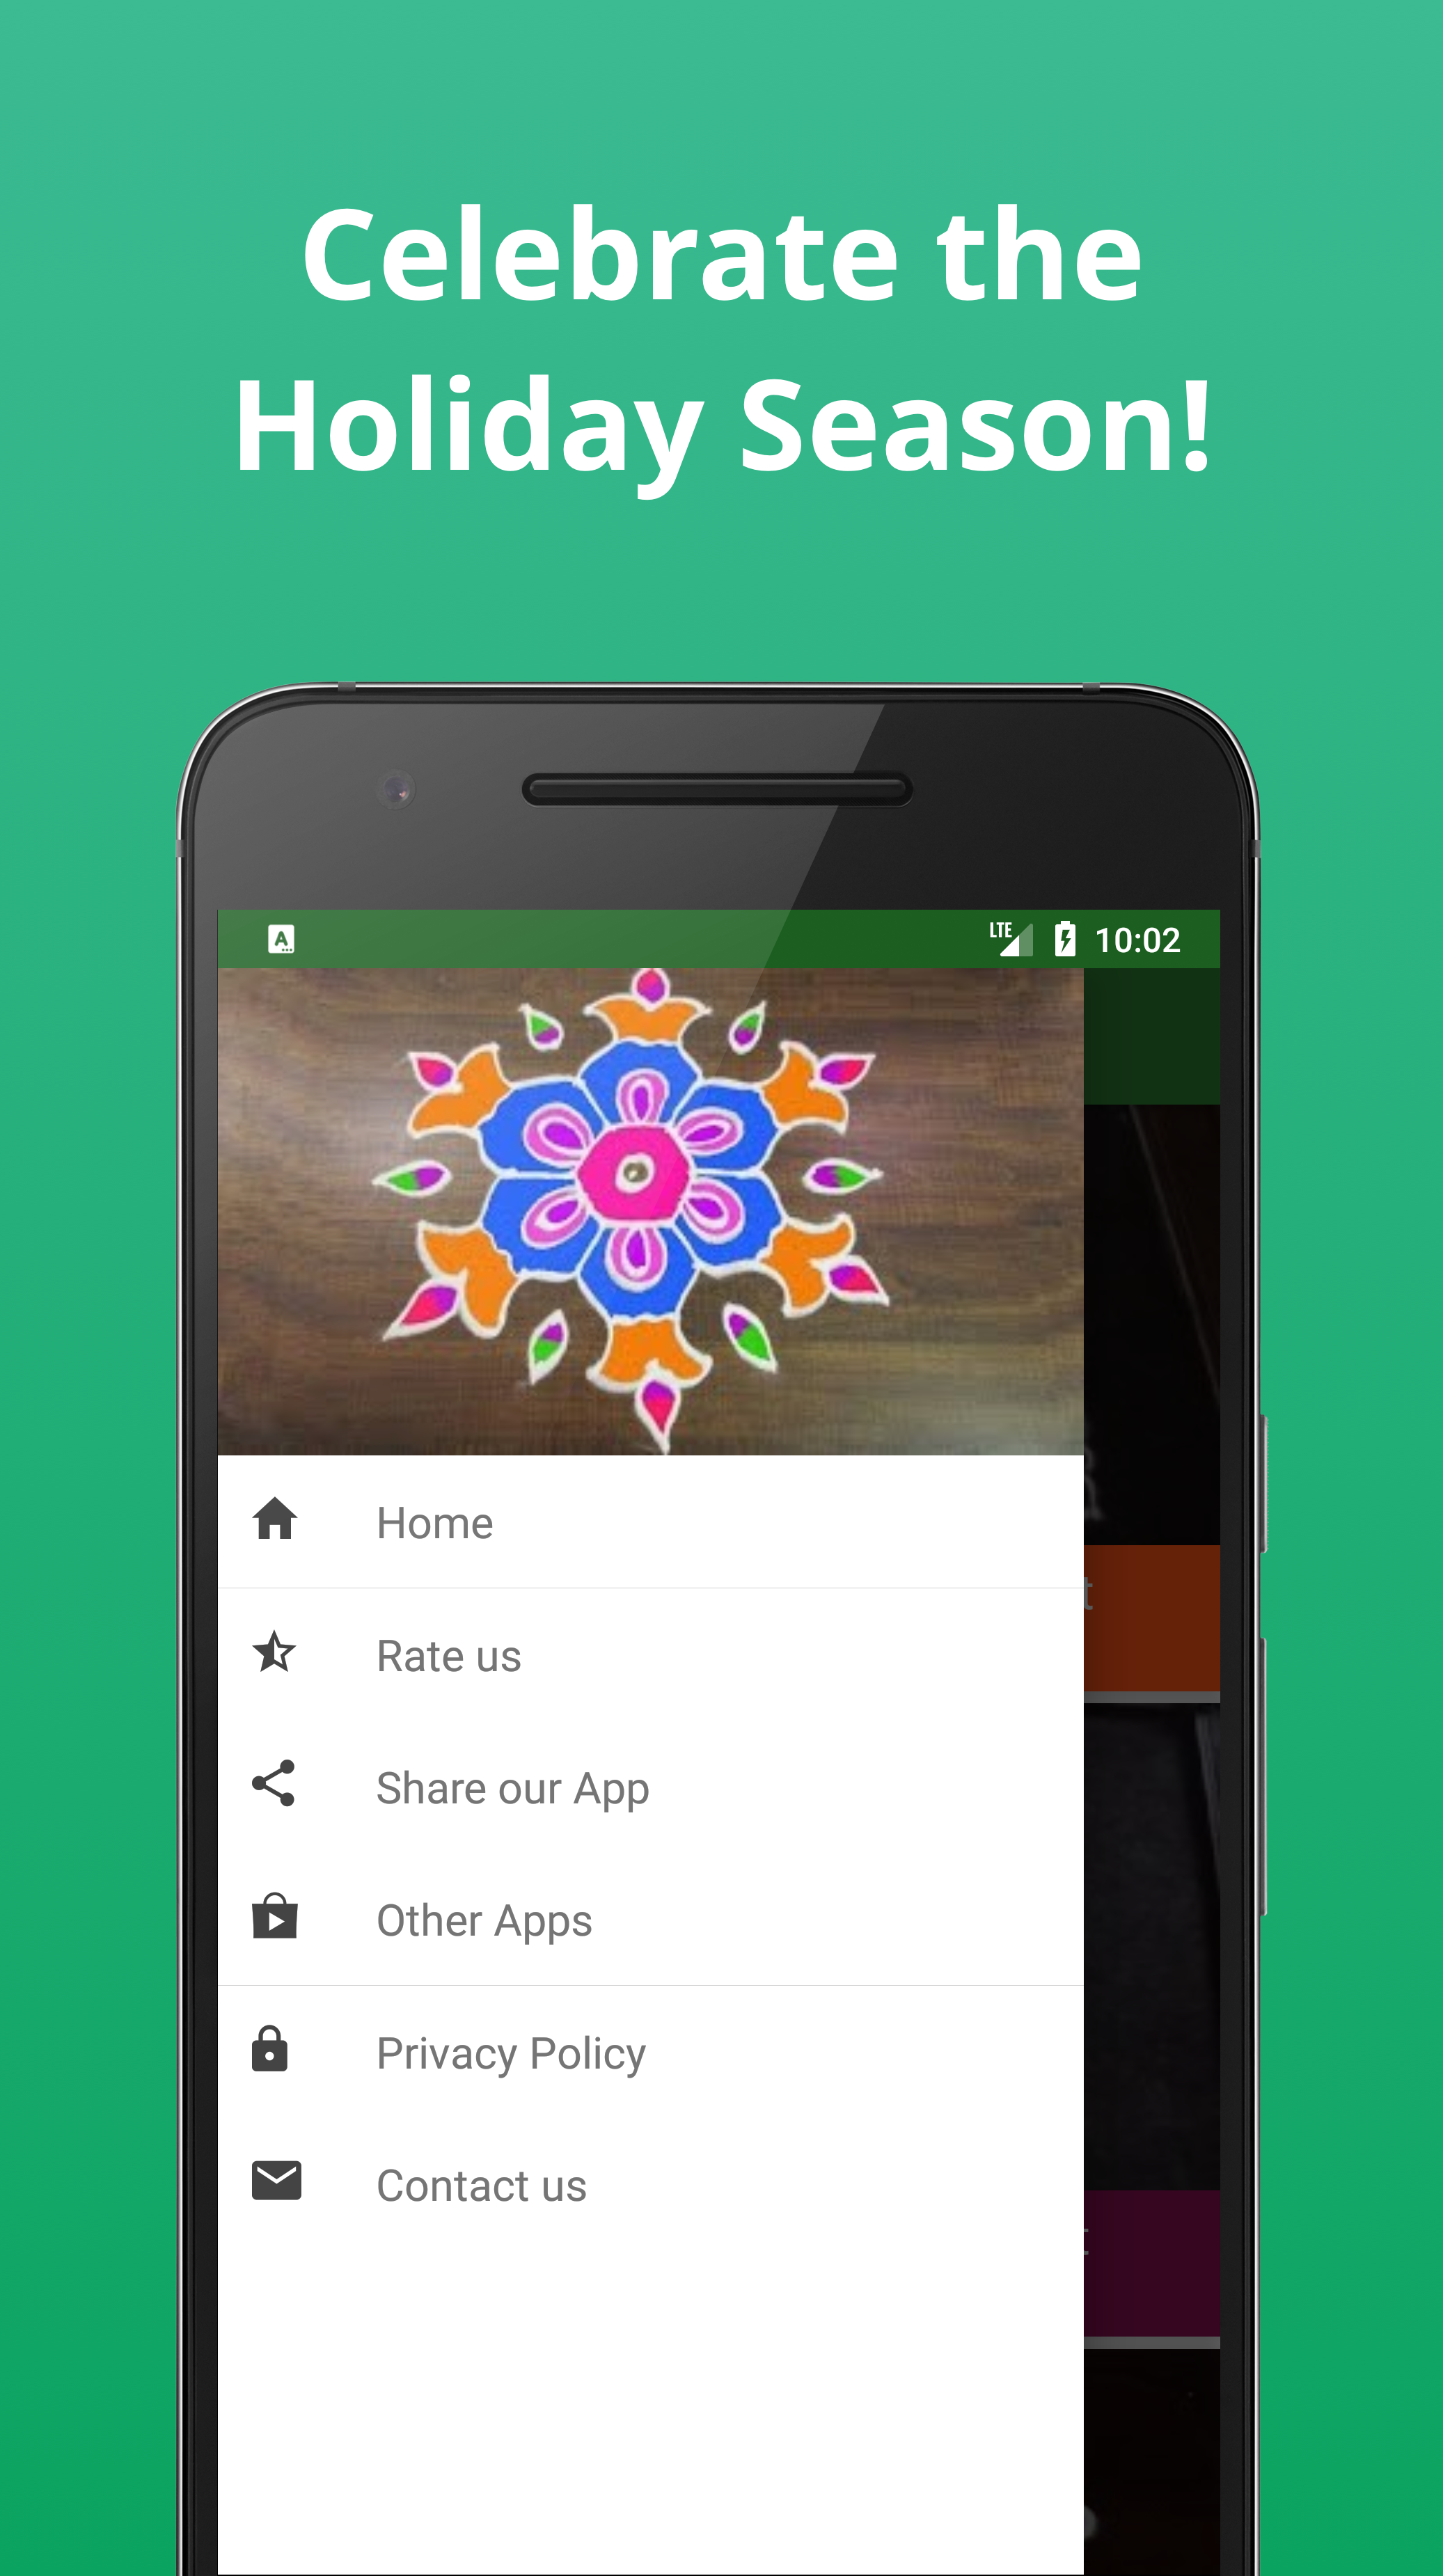 Celebrate the
Holiday Season!
A
LTE
10:02
Home
t
Rate us
Share our App
Other Apps
Privacy Policy
Contact us